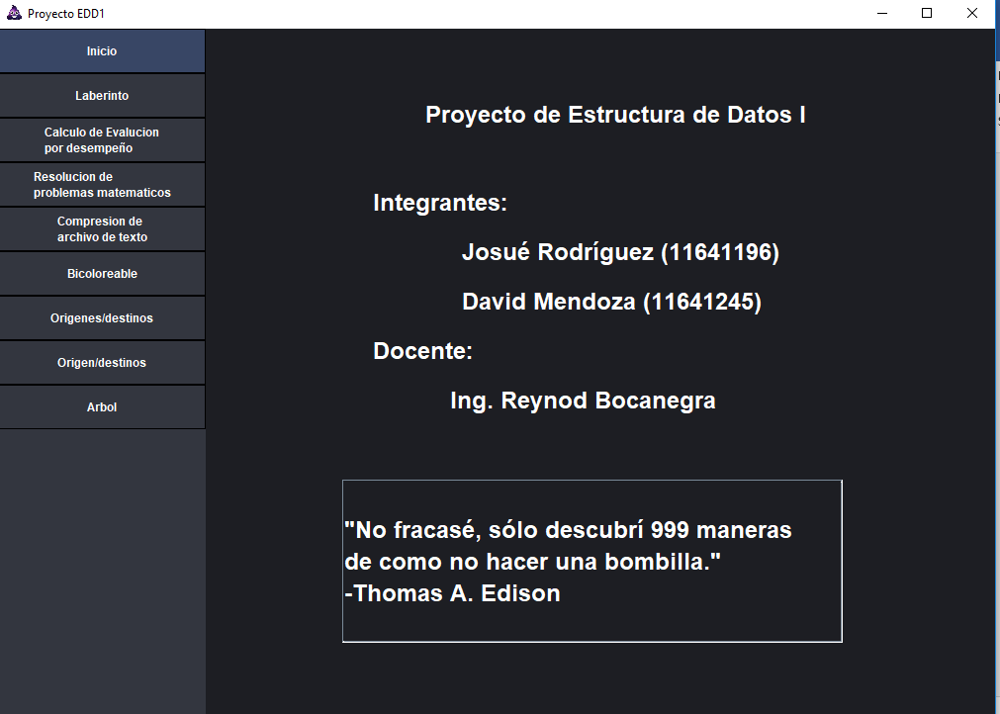 Proyecto EDD1
Inicio
Laberinto
Calculo de Evalucion
por desempeño
Resolucion de
problemas matematicos
Compresion de
archivo de texto
Bicoloreable
Origenes/destinos
Origen/destinos
Arbol
Proyecto de Estructura de Datos I
Integrantes:
Josué Rodríguez (11641196)
David Mendoza (11641245)
Docente:
Ing. Reynod Bocanegra
"No fracasé, sólo descubrí 999 maneras
de como no hacer una bombilla."
-Thomas A. Edison